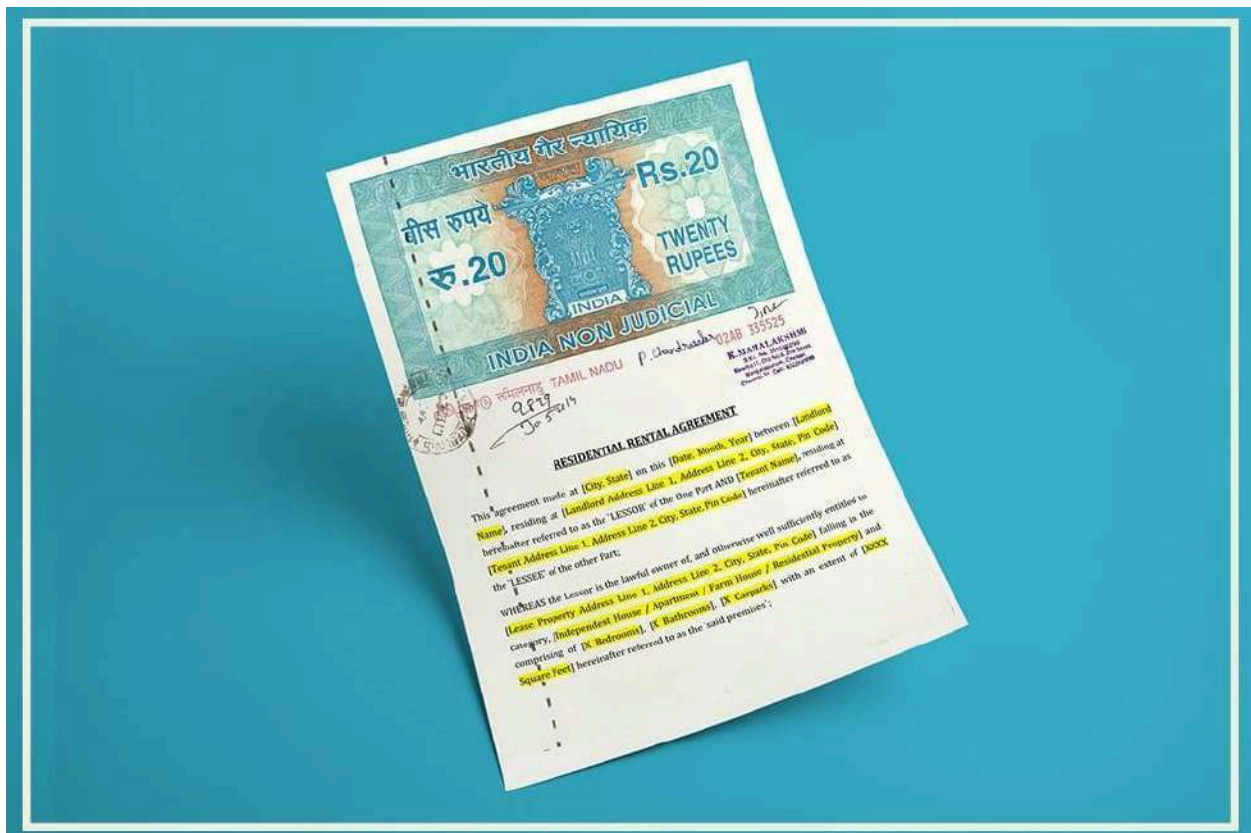 भारतीय गैर न्यायिक
बीस रुपये
रु.20
Rs.20
TWENTY
RUPEES
INDIA
INDIA NON JUDICIAL
तमिलनाडु TAMIL NADU
P. Chandrasekar
02AB 335525
RESIDENTIAL RENTAL AGREEMENT
This agreement made at [City, State] on this [Date, Month, Year] between [Landlord
Name], residing at [Landlord Address Line 1, Address Line 2, City, State, Pin Code]
hereinafter referred to as the 'LESSOR' of the One Part AND [Tenant Name], residing at
[Tenant Address Line 1, Address Line 2, City, State, Pin Code] hereinafter referred to as
the 'LESSEE' of the other Part;
WHEREAS the Lessor is the lawful owner of, and otherwise well sufficiently entitled to
[Lease Property Address Line 1, Address Line 2, City, State, Pin Code] falling in the
category, [Independent House / Apartment / Farm House / Residential Property] and
comprising of [X Bedrooms], [X Bathrooms], [X Carparks] with an extent of [XXXX
Square Feet] hereinafter referred to as the 'said premises';